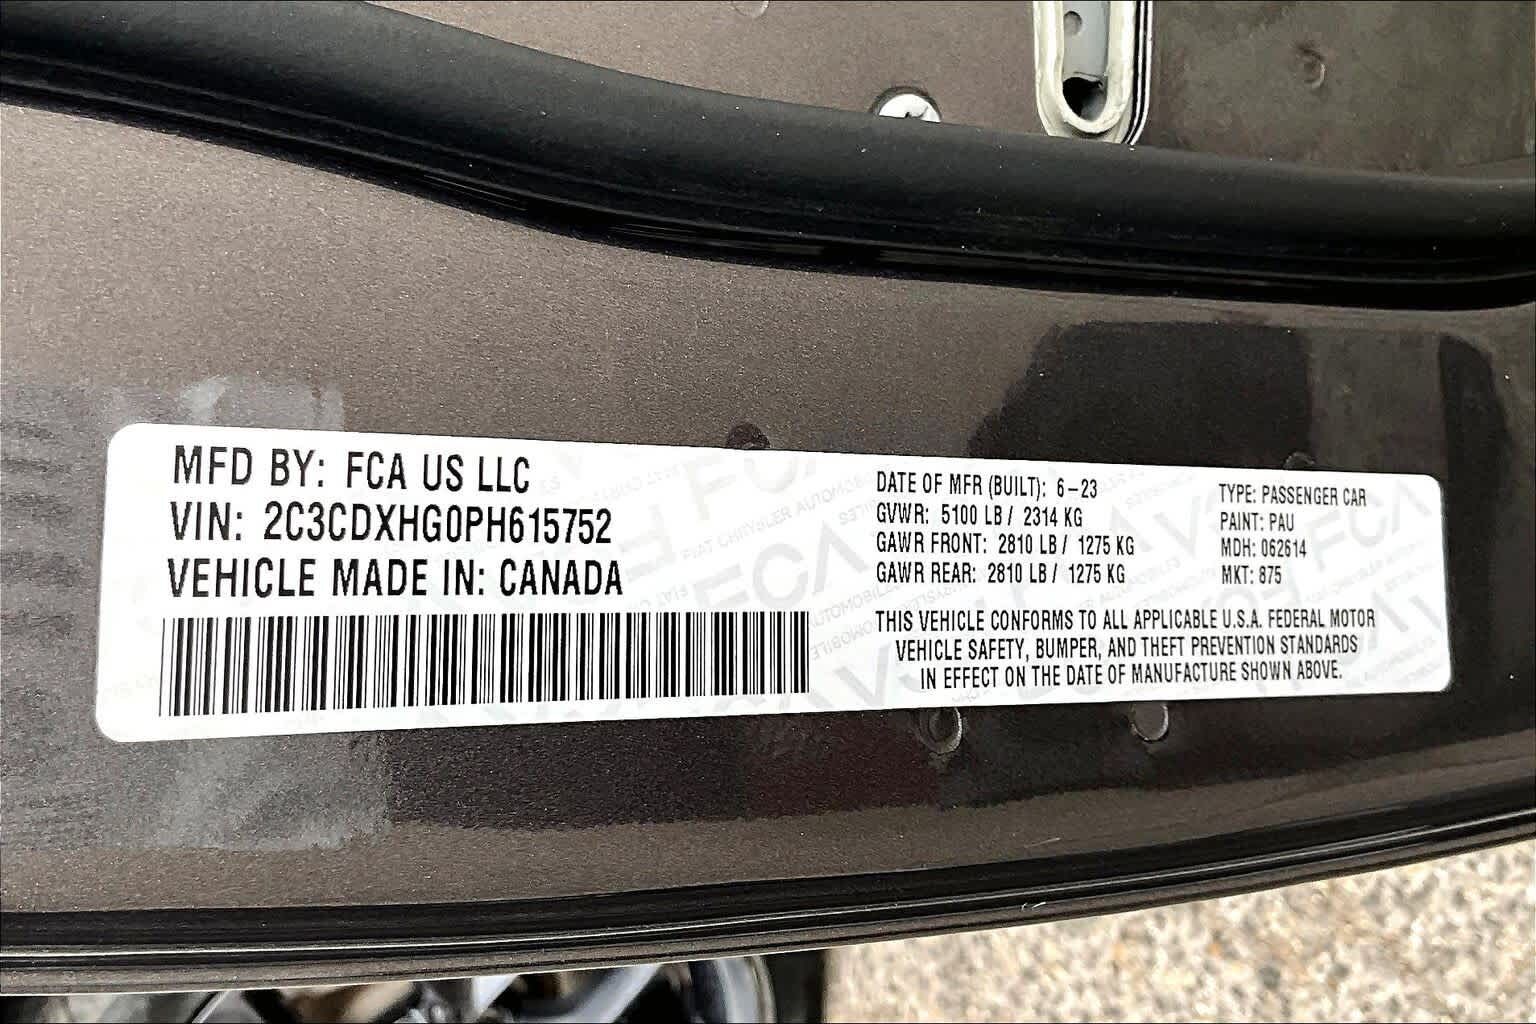 MFD BY: FCA US LLC
VIN: 2C3CDXHG0PH615752
VEHICLE MADE IN: CANADA
DATE OF MFR (BUILT): 6-23
GVWR: 5100 LB / 2314 KG
GAWR FRONT: 2810 LB / 1275 KG
GAWR REAR: 2810 LB / 1275 KG
TYPE: PASSENGER CAR
PAINT: PAU
MDH: 062614
MKT: 875
THIS VEHICLE CONFORMS TO ALL APPLICABLE U.S.A. FEDERAL MOTOR
VEHICLE SAFETY, BUMPER, AND THEFT PREVENTION STANDARDS
IN EFFECT ON THE DATE OF MANUFACTURE SHOWN ABOVE.